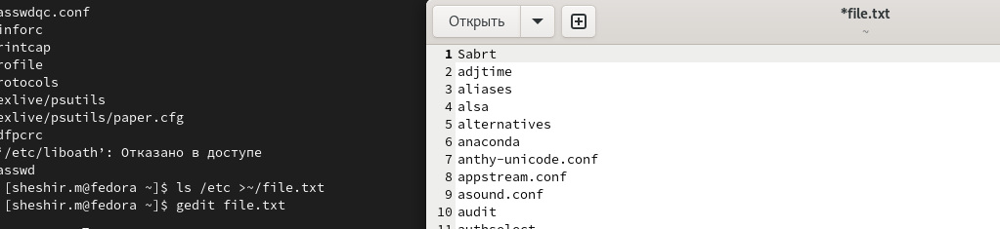 asswdqc.conf
inforc
rintcap
rofile
rotocols
exlive/psutils
exlive/psutils/paper.cfg
dfpcrc
‘/etc/liboath’: Отказано в доступе
asswd
[sheshir.m@fedora ~]$ ls /etc >~/file.txt
[sheshir.m@fedora ~]$ gedit file.txt
Открыть
*file.txt
~
1 Sabrt
2 adjtime
3 aliases
4 alsa
5 alternatives
6 anaconda
7 anthy-unicode.conf
8 appstream.conf
9 asound.conf
10 audit
11 authselect